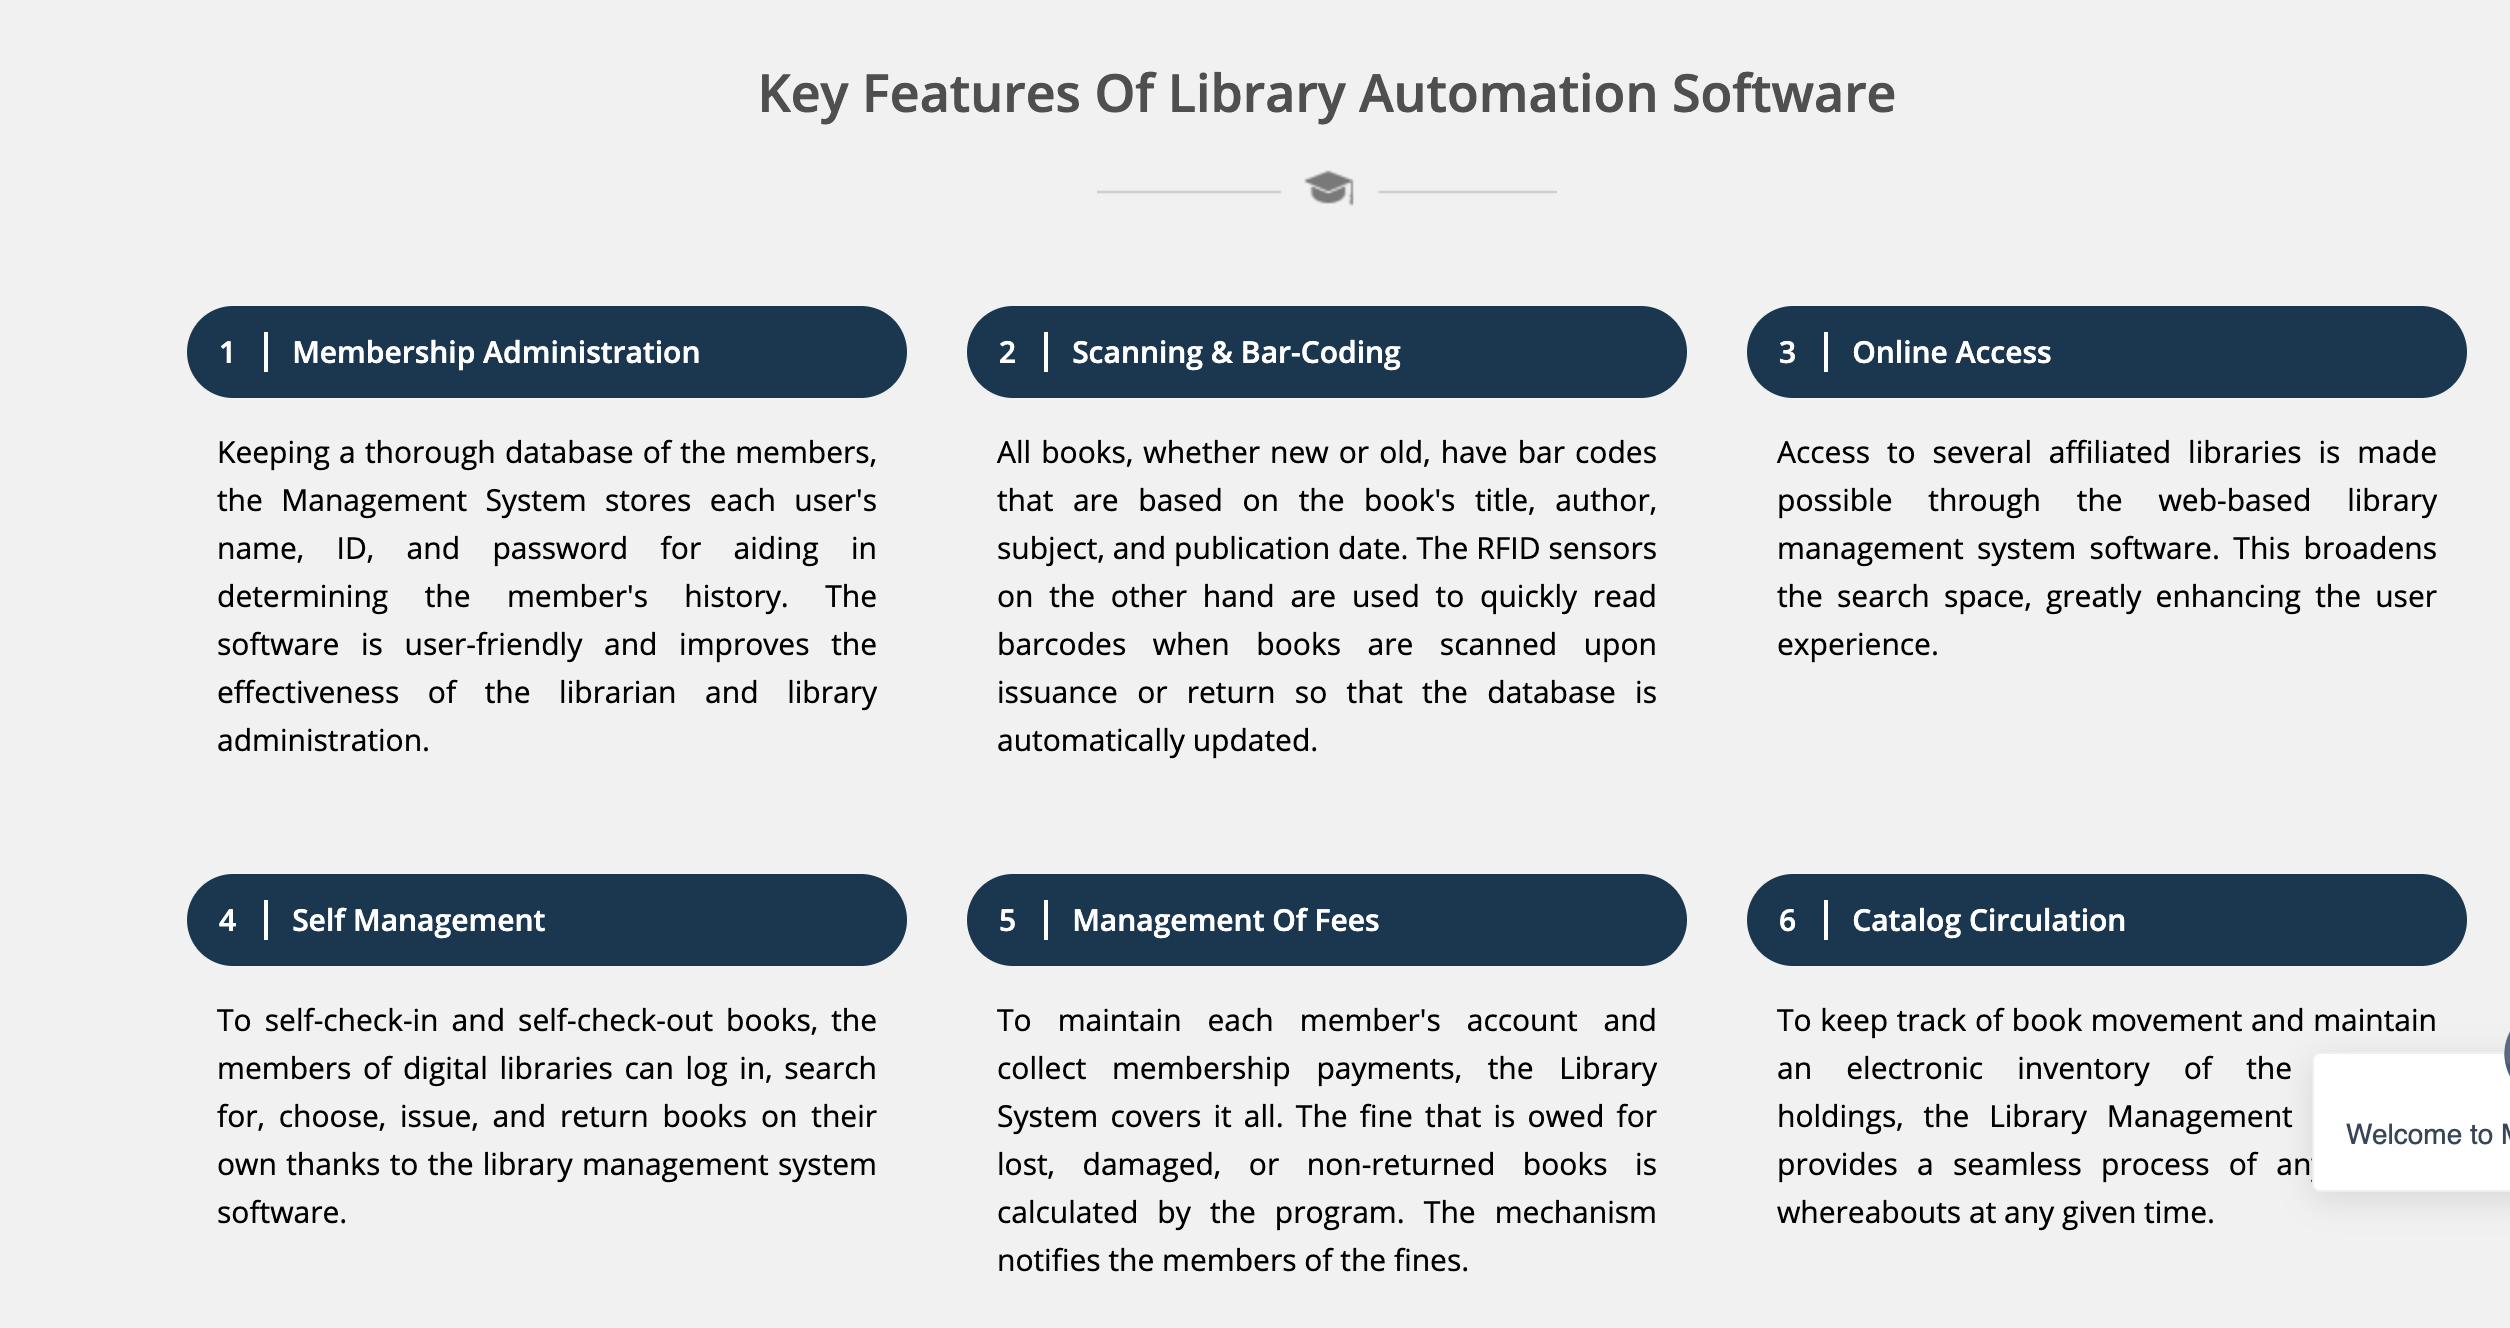 Key Features Of Library Automation Software
1 Membership Administration
Keeping a thorough database of the members,
the Management System stores each user's
name, ID, and password for aiding in
determining the member's history. The
software is user-friendly and improves the
effectiveness of the librarian and library
administration.
2 Scanning & Bar-Coding
All books, whether new or old, have bar codes
that are based on the book's title, author,
subject, and publication date. The RFID sensors
on the other hand are used to quickly read
barcodes when books are scanned upon
issuance or return so that the database is
automatically updated.
3 Online Access
Access to several affiliated libraries is made
possible through the web-based library
management system software. This broadens
the search space, greatly enhancing the user
experience.
4 Self Management
To self-check-in and self-check-out books, the
members of digital libraries can log in, search
for, choose, issue, and return books on their
own thanks to the library management system
software.
5 Management Of Fees
To maintain each member's account and
collect membership payments, the Library
System covers it all. The fine that is owed for
lost, damaged, or non-returned books is
calculated by the program. The mechanism
notifies the members of the fines.
6 Catalog Circulation
To keep track of book movement and maintain
an electronic inventory of the
holdings, the Library Management
provides a seamless process of
whereabouts at any given time.
Welcome to